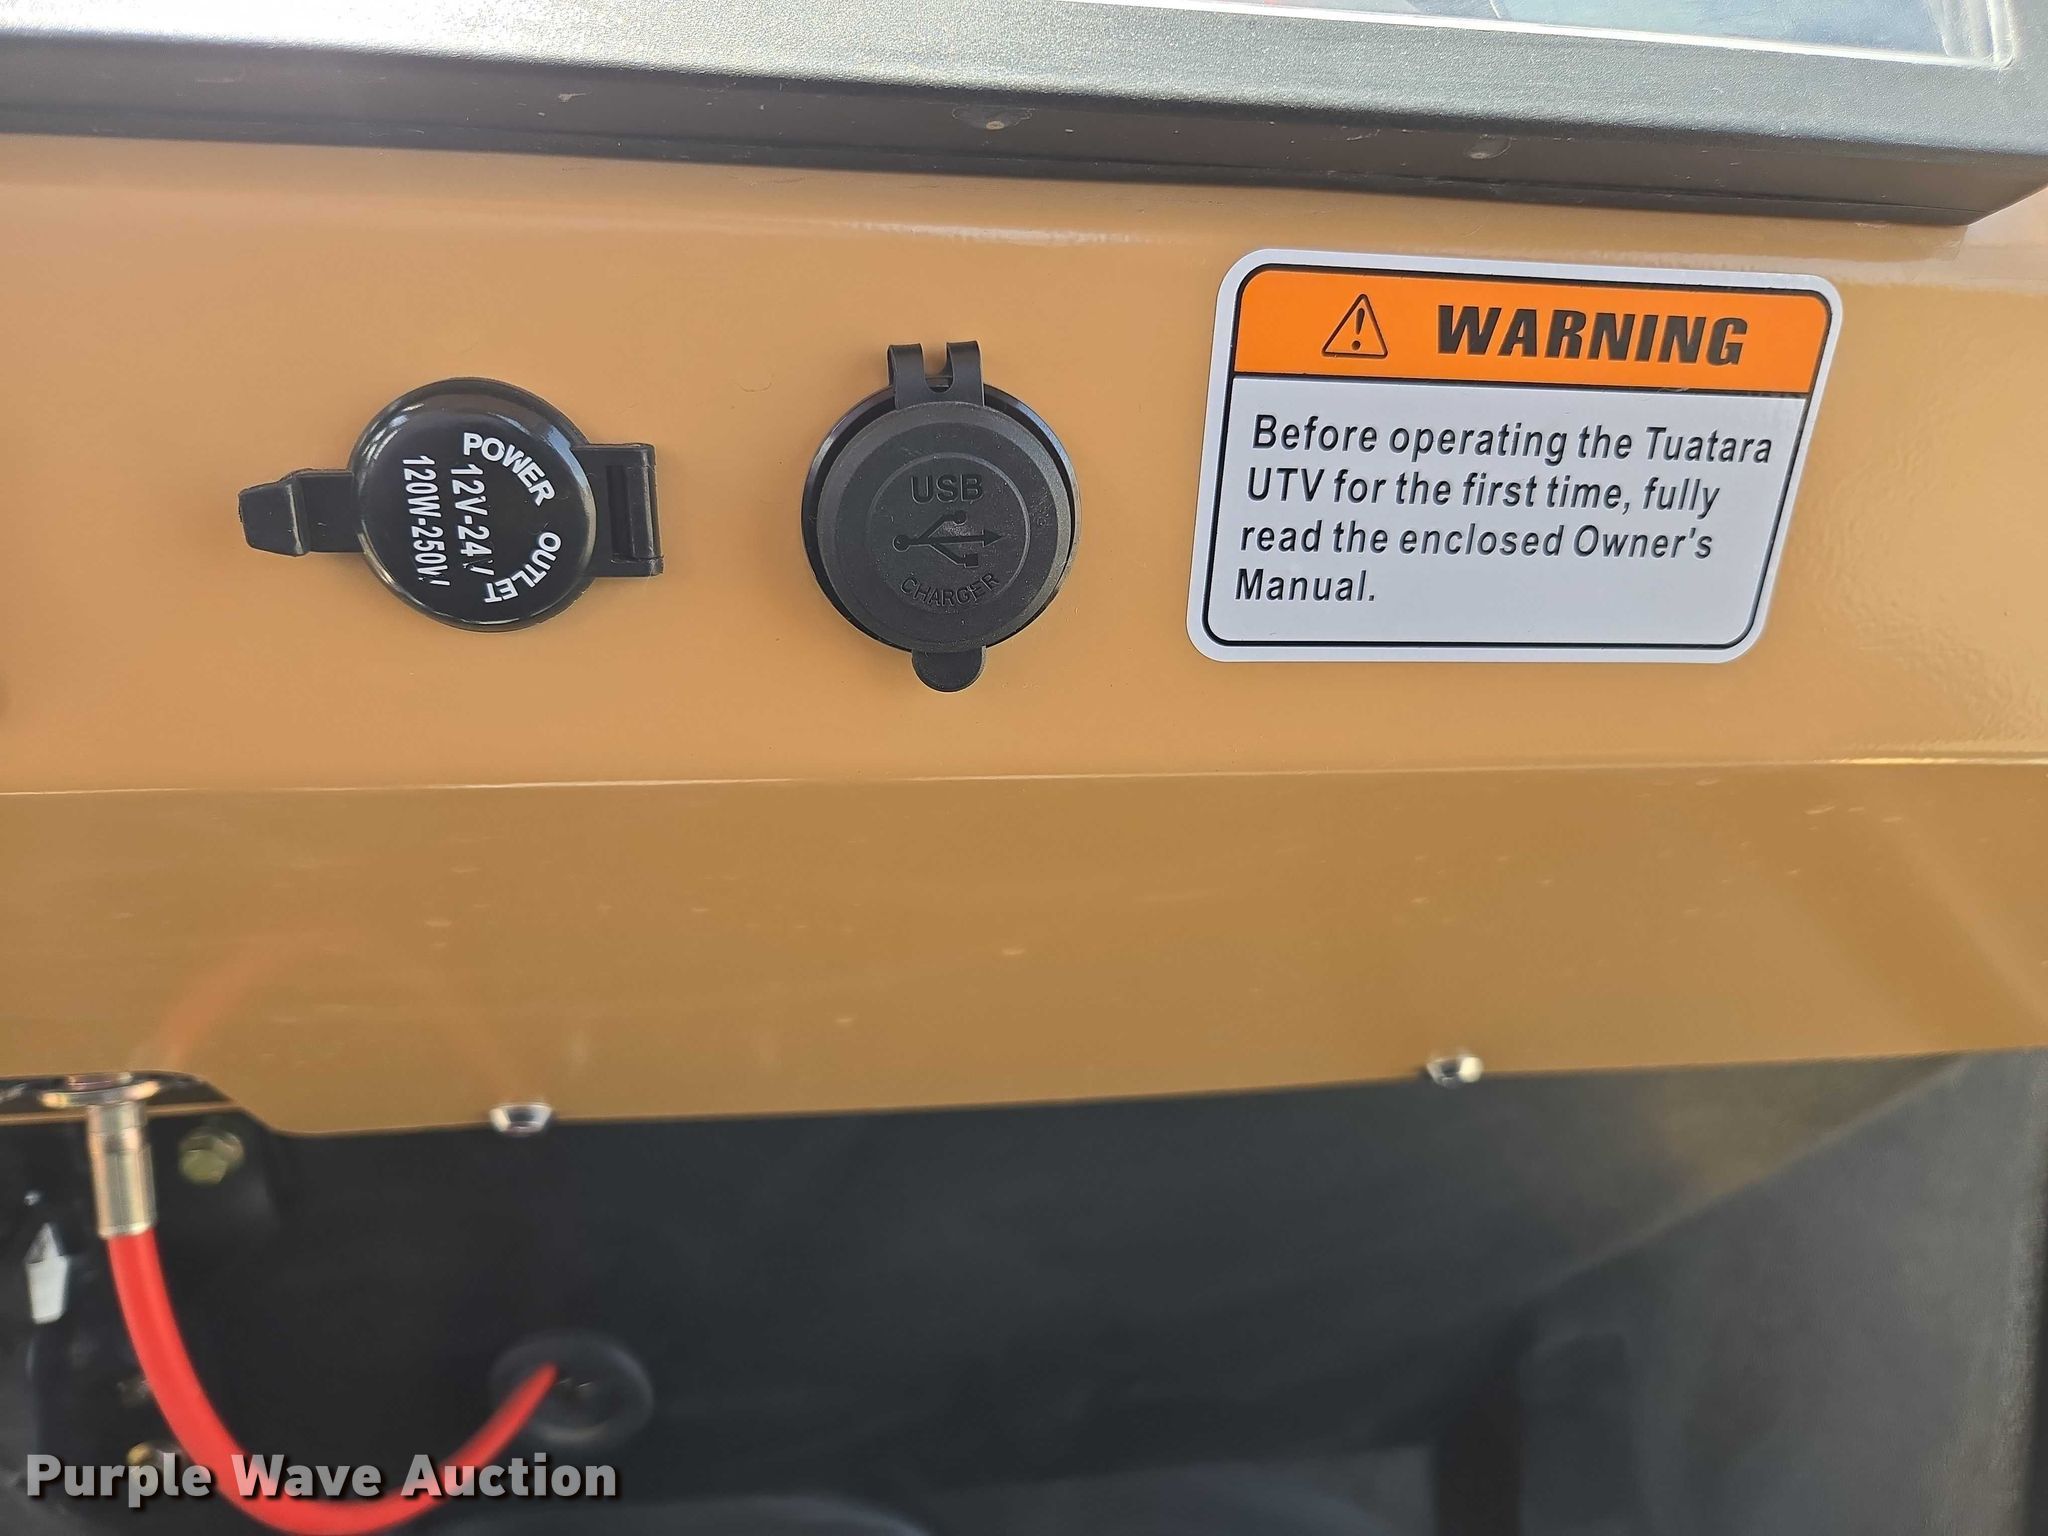 POWER OUTLET
12V-24V
120W-250W
USB
CHARGER
WARNING
Before operating the Tuatara
UTV for the first time, fully
read the enclosed Owner's
Manual.
Purple Wave Auction